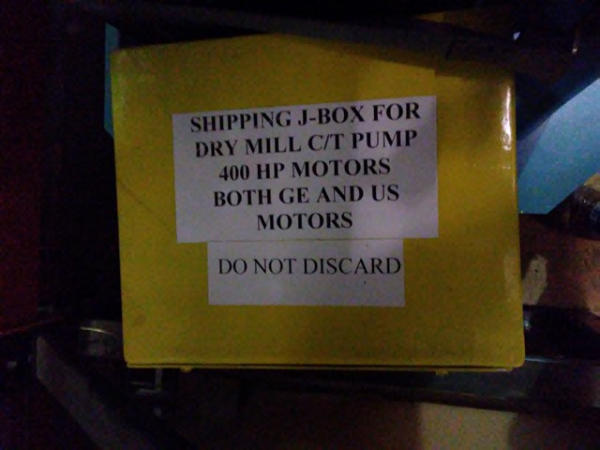 SHIPPING J-BOX FOR
DRY MILL C/T PUMP
400 HP MOTORS
BOTH GE AND US
MOTORS
DO NOT DISCARD